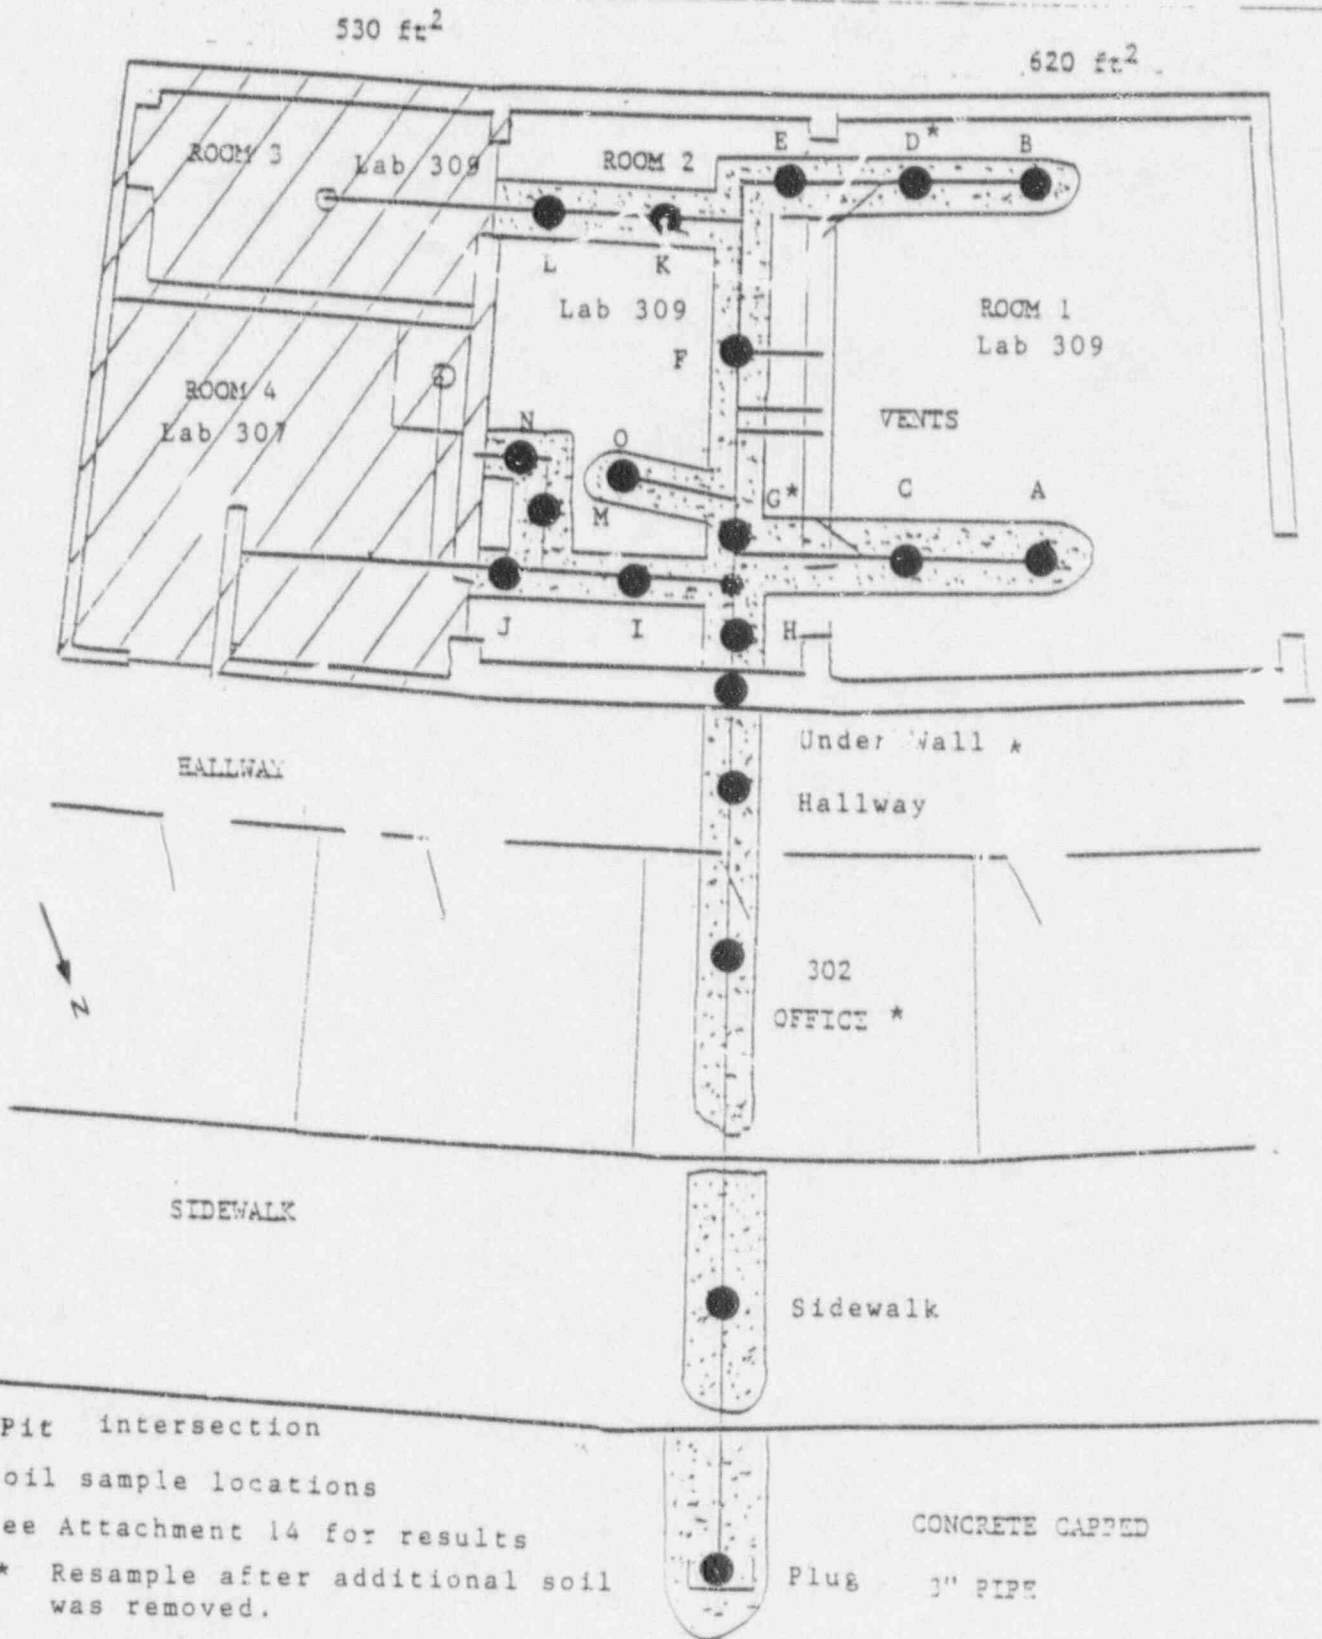 530 ft²
620 ft²
ROOM 3
Lab 309
ROOM 2
E
D*
B
L
K
Lab 309
ROOM 1
Lab 309
F
ROOM 4
Lab 307
VENTS
N
O
G*
C
A
M
J
I
H
Under Wall *
HALLWAY
Hallway
302
OFFICE *
N
SIDEWALK
Sidewalk
Pit intersection
oil sample locations
ee Attachment 14 for results
* Resample after additional soil
was removed.
CONCRETE CAPPED
Plug
3" PIPE